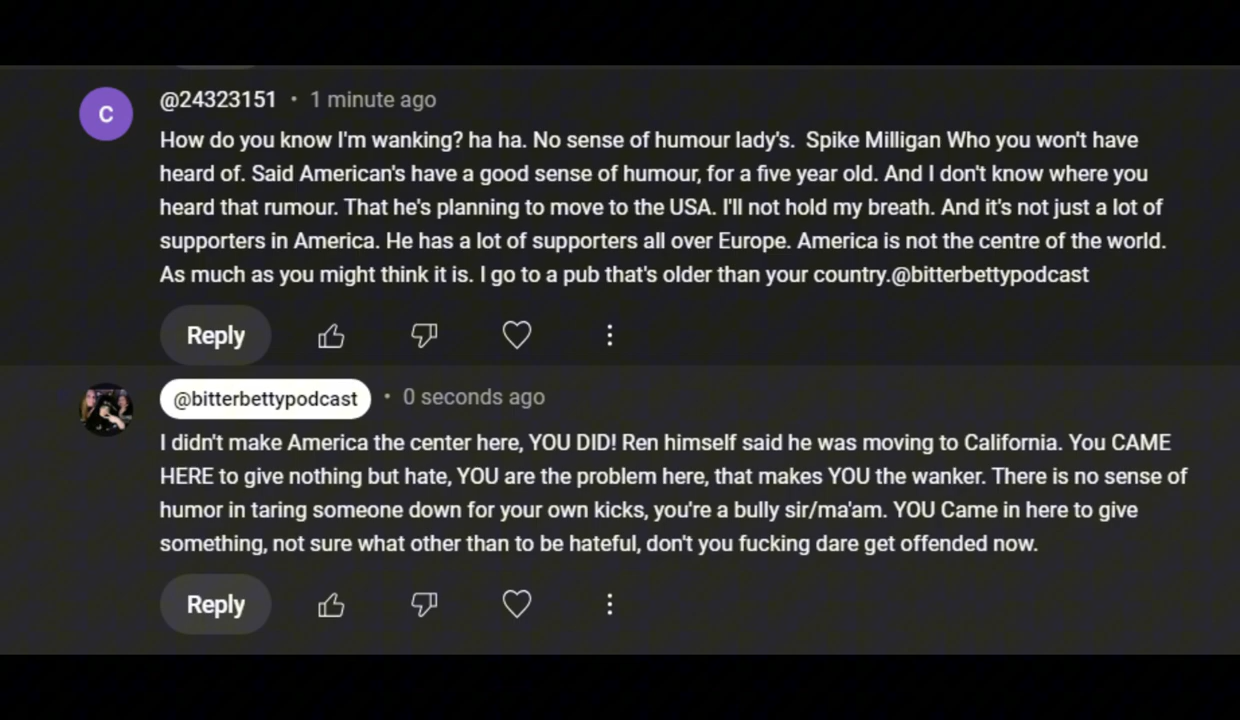 C
@24323151 • 1 minute ago
How do you know I'm wanking? ha ha. No sense of humour lady's.  Spike Milligan Who you won't have
heard of. Said American's have a good sense of humour, for a five year old. And I don't know where you
heard that rumour. That he's planning to move to the USA. I'll not hold my breath. And it's not just a lot of
supporters in America. He has a lot of supporters all over Europe. America is not the centre of the world.
As much as you might think it is. I go to a pub that's older than your country.@bitterbettypodcast
Reply
@bitterbettypodcast • 0 seconds ago
I didn't make America the center here, YOU DID! Ren himself said he was moving to California. You CAME
HERE to give nothing but hate, YOU are the problem here, that makes YOU the wanker. There is no sense of
humor in taring someone down for your own kicks, you're a bully sir/ma'am. YOU Came in here to give
something, not sure what other than to be hateful, don't you fucking dare get offended now.
Reply